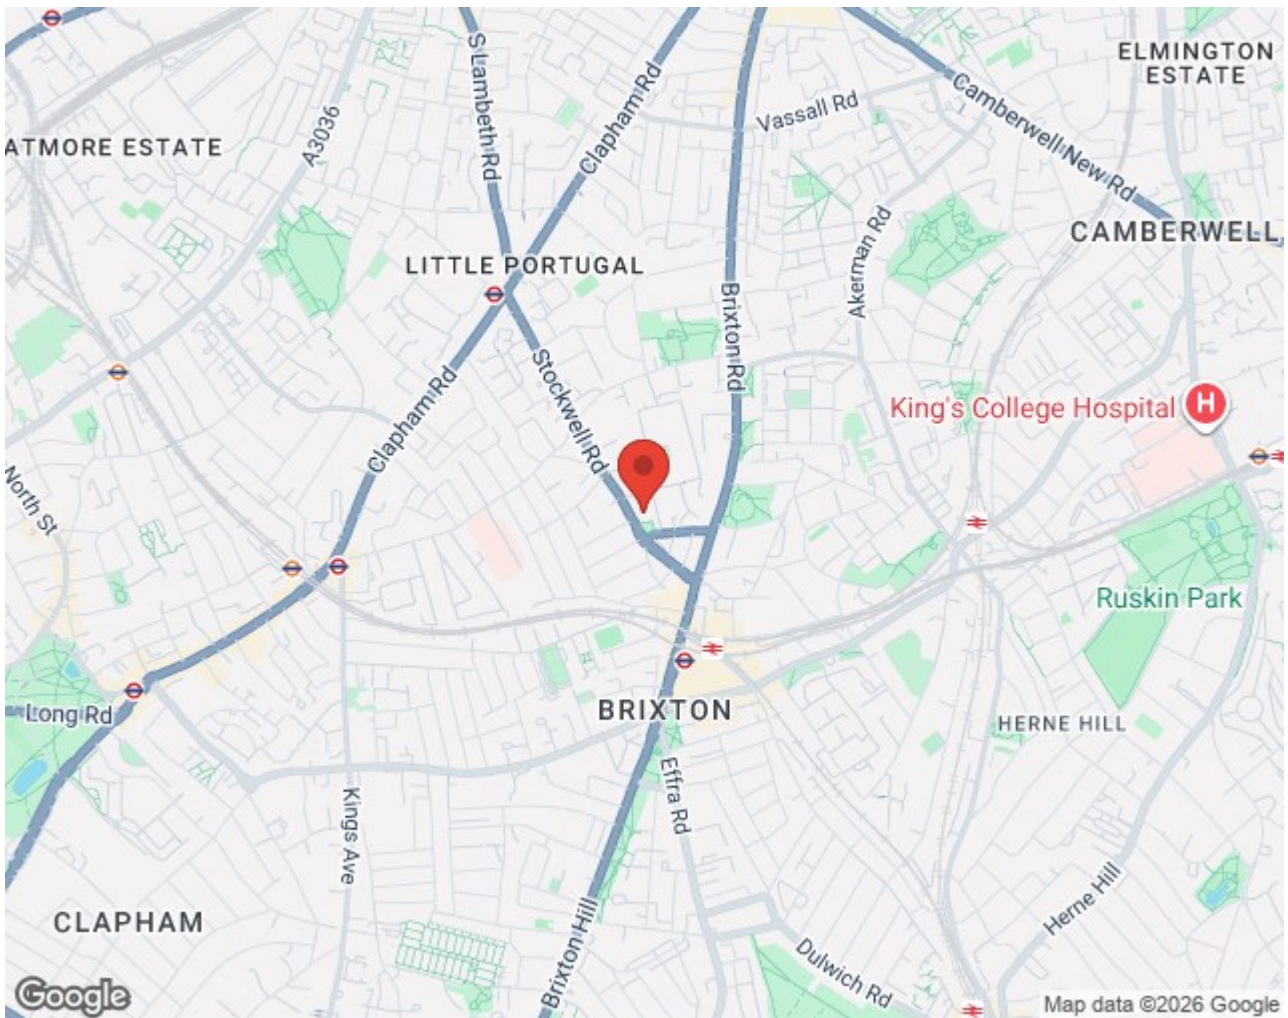 ELMINGTON
ESTATE
S Lambeth Rd
Clapham Rd
Vassall Rd
Camberwell New Rd
A3036
ATMORE ESTATE
Akerman Rd
CAMBERWELL
LITTLE PORTUGAL
Brixton Rd
Stockwell Rd
Clapham Rd
King's College Hospital
H
North St
Ruskin Park
Long Rd
BRIXTON
HERNE HILL
Effra Rd
Kings Ave
Herne Hill
CLAPHAM
Brixton Hill
Dulwich Rd
Google
Map data ©2026 Google